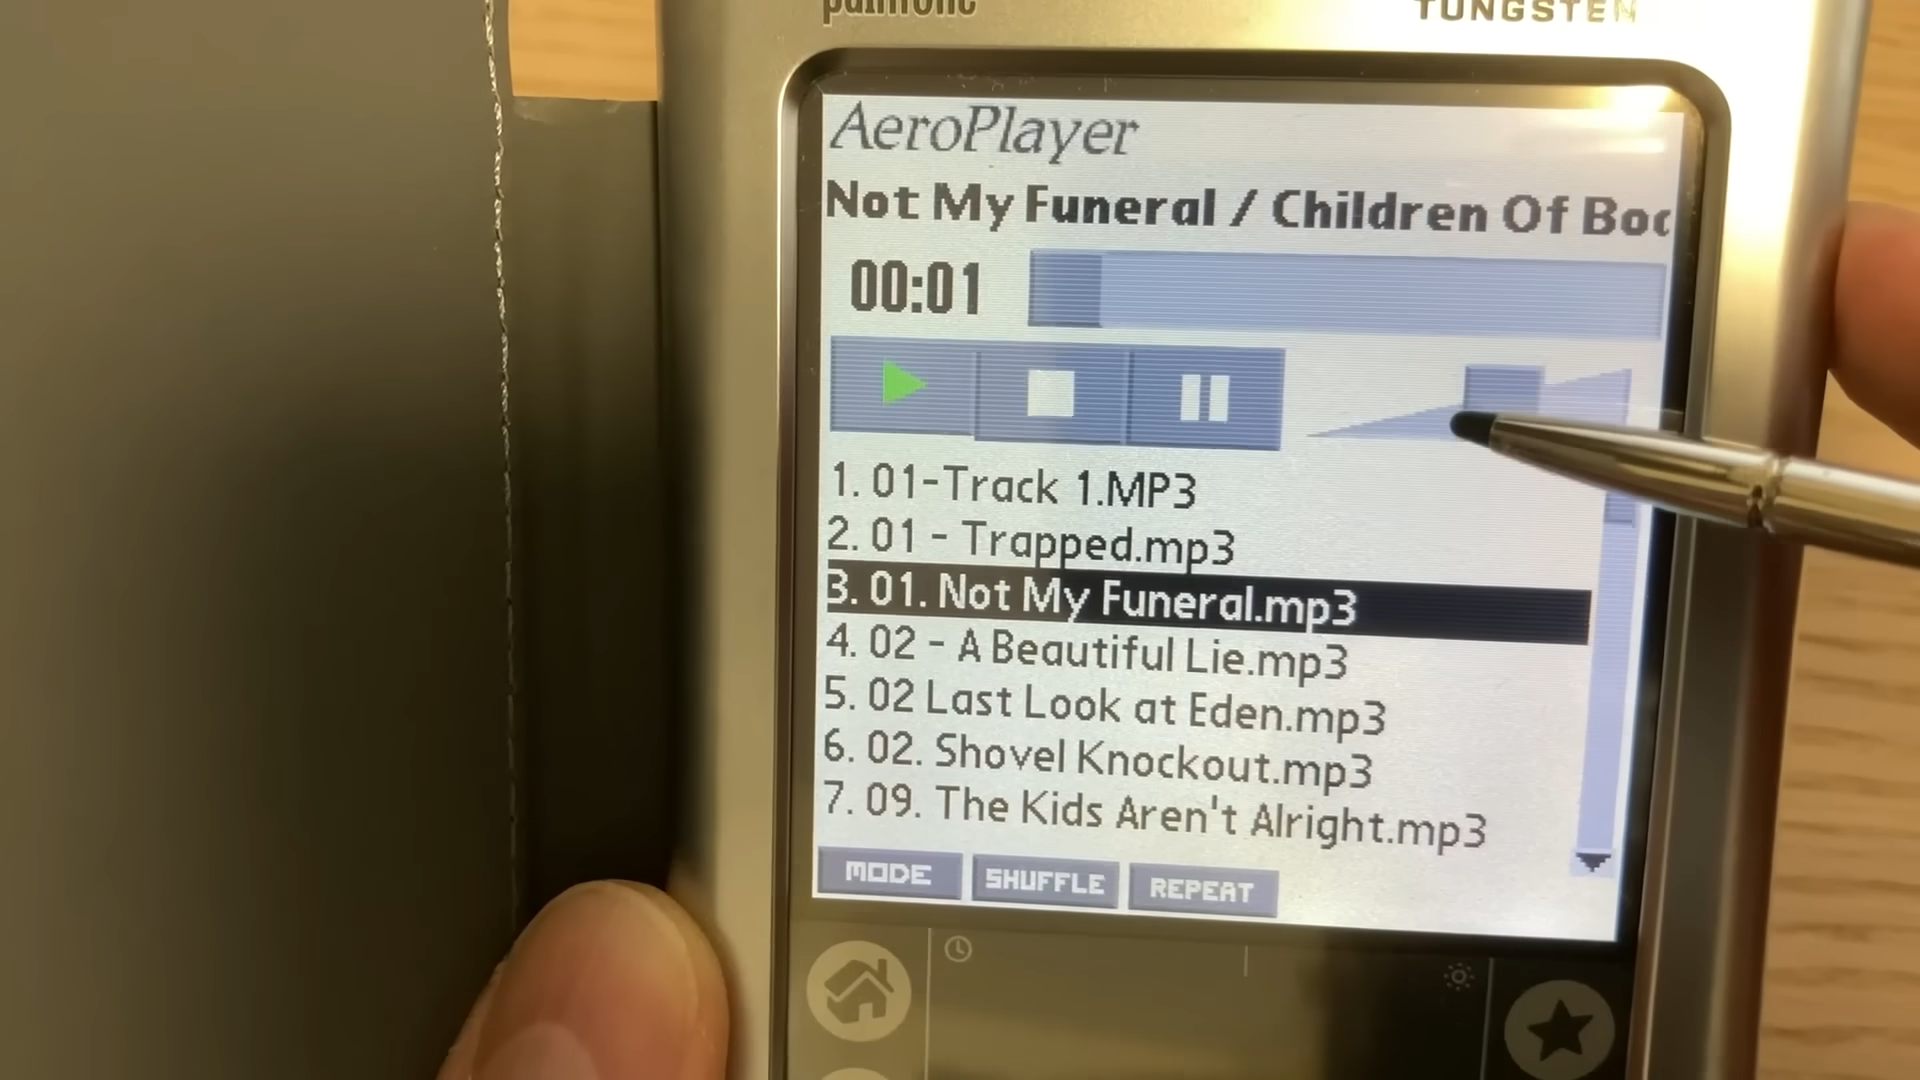 palmOne
TUNGSTEN
AeroPlayer
Not My Funeral / Children Of Boc
00:01
1. 01-Track 1.MP3
2. 01 - Trapped.mp3
3. 01. Not My Funeral.mp3
4. 02 - A Beautiful Lie.mp3
5. 02 Last Look at Eden.mp3
6. 02. Shovel Knockout.mp3
7. 09. The Kids Aren't Alright.mp3
MODE
SHUFFLE
REPEAT